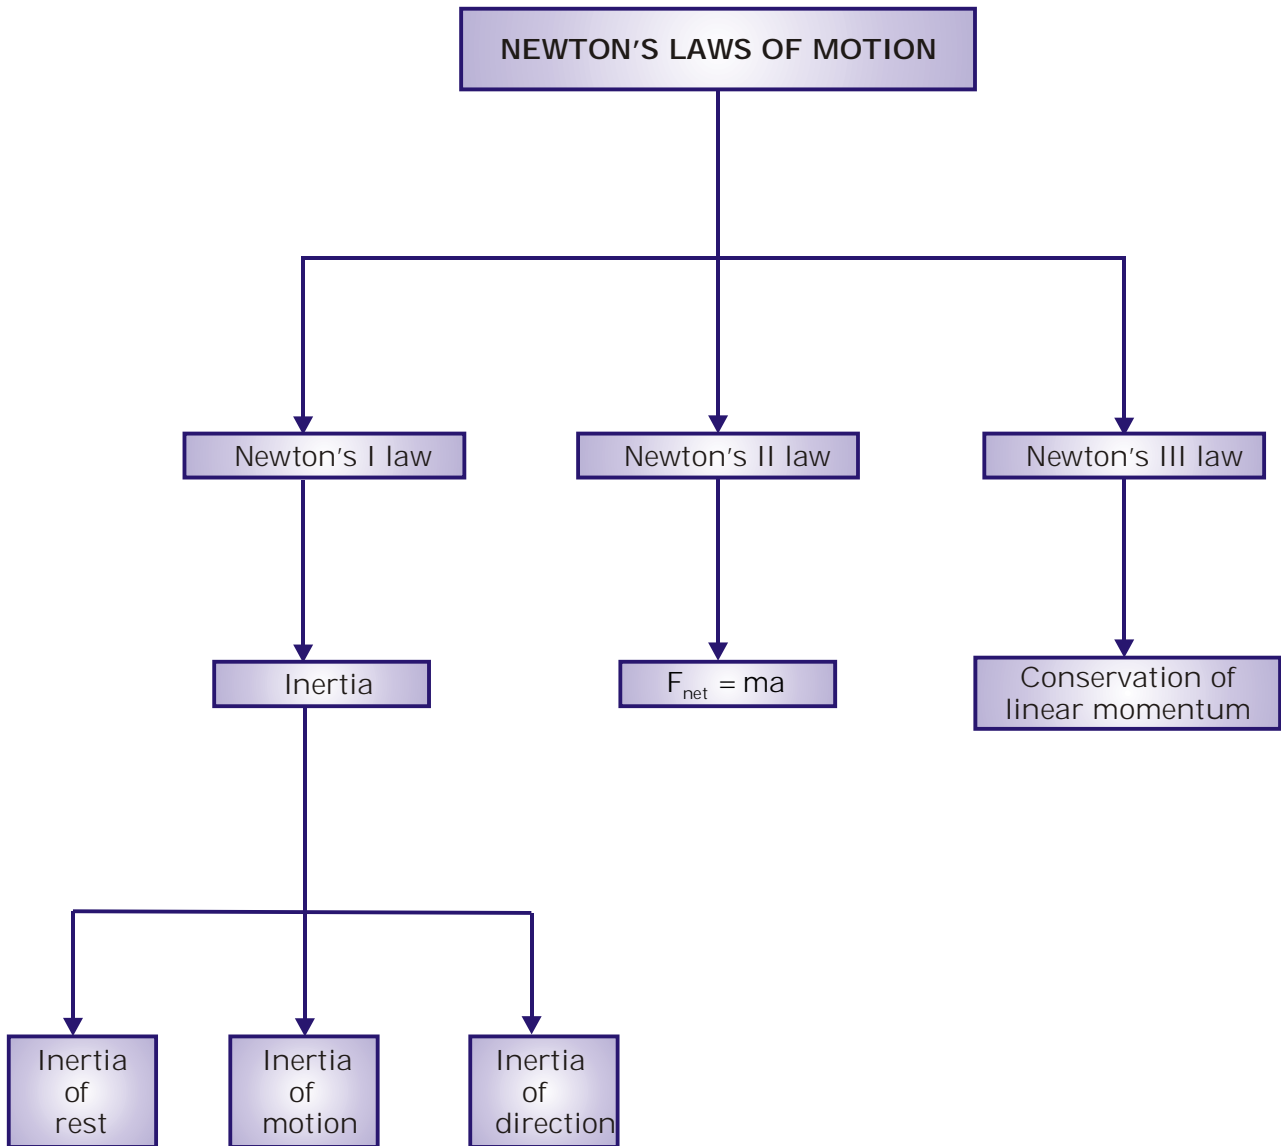 NEWTON’S LAWS OF MOTION
Newton’s I law
Newton’s II law
Newton’s III law
Inertia
Fnet = ma
Conservation of
linear momentum
Inertia
of
rest
Inertia
of
motion
Inertia
of
direction